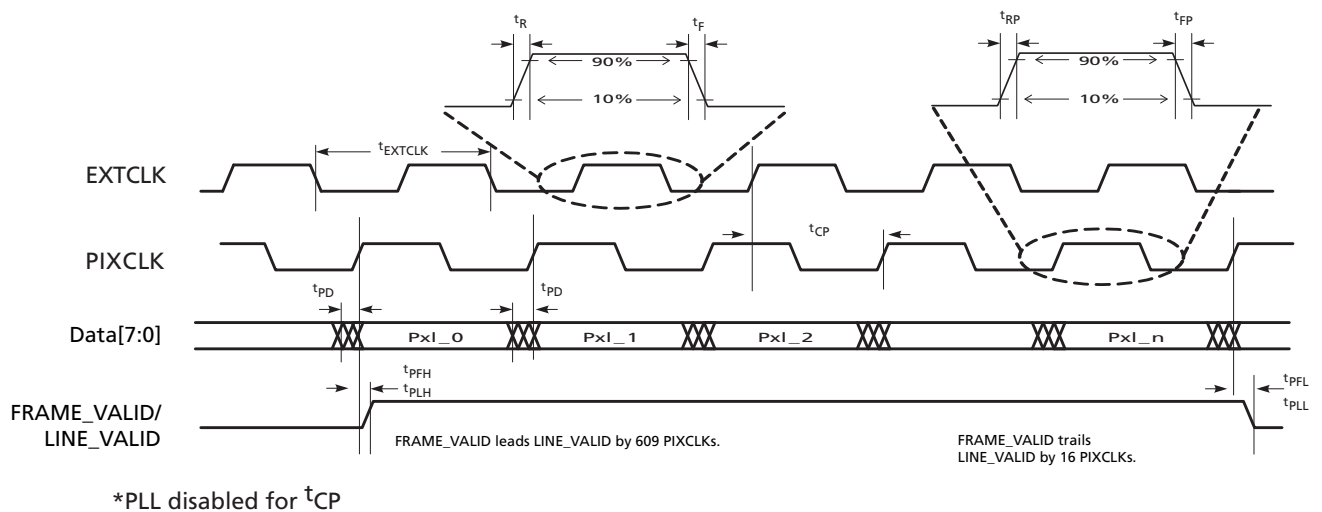 tR
tF
90%
10%
tRP
tFP
90%
10%
EXTCLK
tEXTCLK
PIXCLK
tCP
tPD
tPD
Data[7:0]
Pxl_0
Pxl_1
Pxl_2
Pxl_n
tPFH
tPLH
tPFL
tPLL
FRAME_VALID/
LINE_VALID
FRAME_VALID leads LINE_VALID by 609 PIXCLKs.
FRAME_VALID trails
LINE_VALID by 16 PIXCLKs.
*PLL disabled for tCP